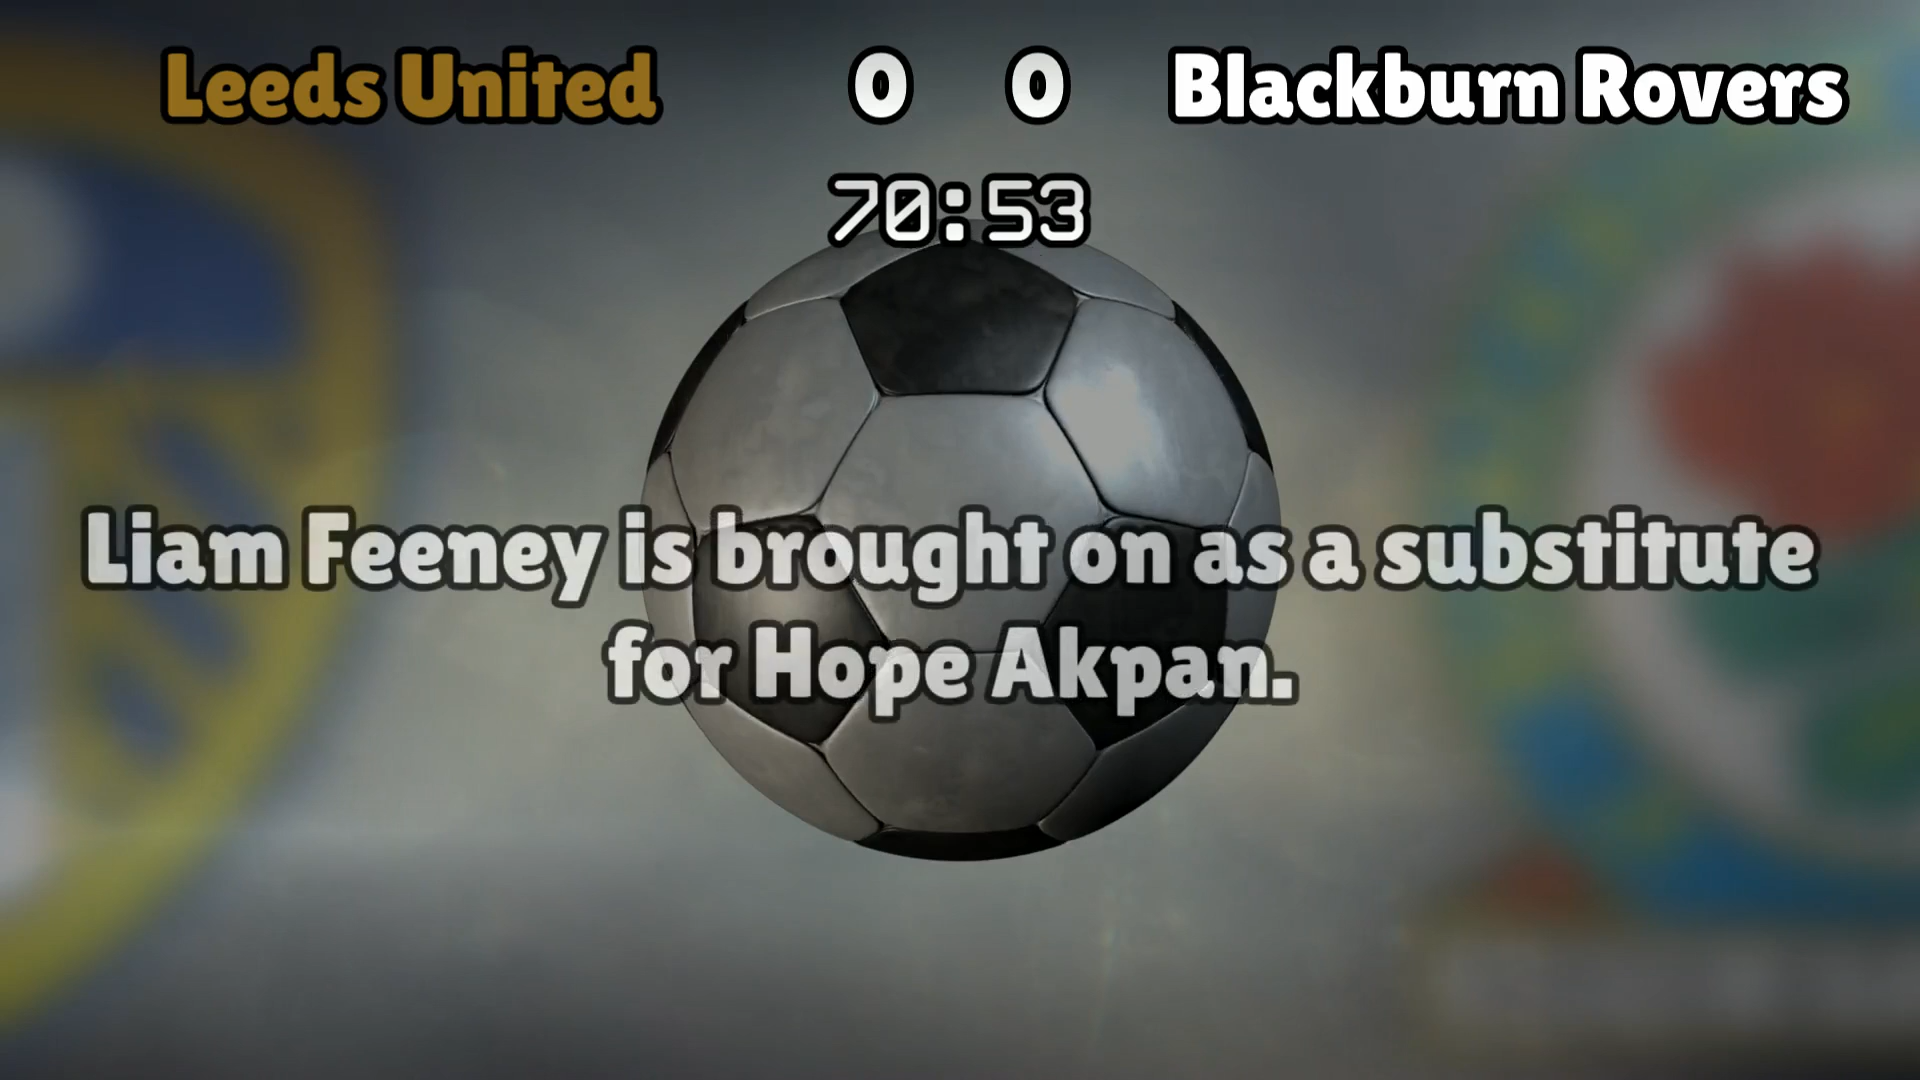 Leeds United 0 0 Blackburn Rovers
70:53
Liam Feeney is brought on as a substitute
for Hope Akpan.